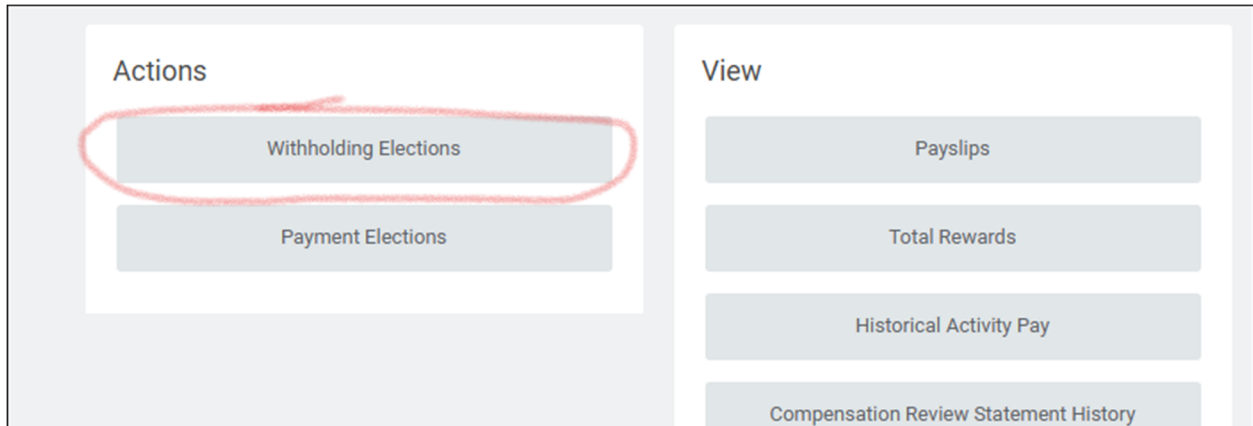 Actions
Withholding Elections
Payment Elections
View
Payslips
Total Rewards
Historical Activity Pay
Compensation Review Statement History